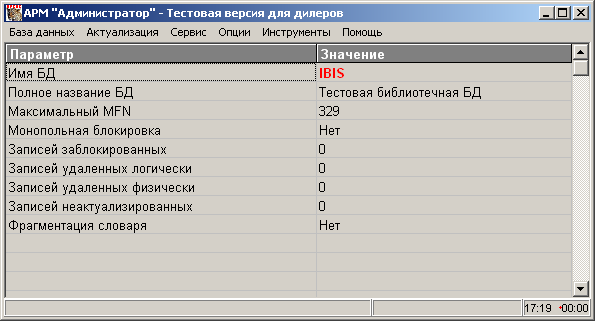 АРМ "Администратор" - Тестовая версия для дилеров
База данных Актуализация Сервис Опции Инструменты Помощь
Параметр Значение
Имя БД IBIS
Полное название БД Тестовая библиотечная БД
Максимальный MFN 329
Монопольная блокировка Нет
Записей заблокированных 0
Записей удаленных логически 0
Записей удаленных физически 0
Записей неактуализированных 0
Фрагментация словаря Нет
17:19 +00:00